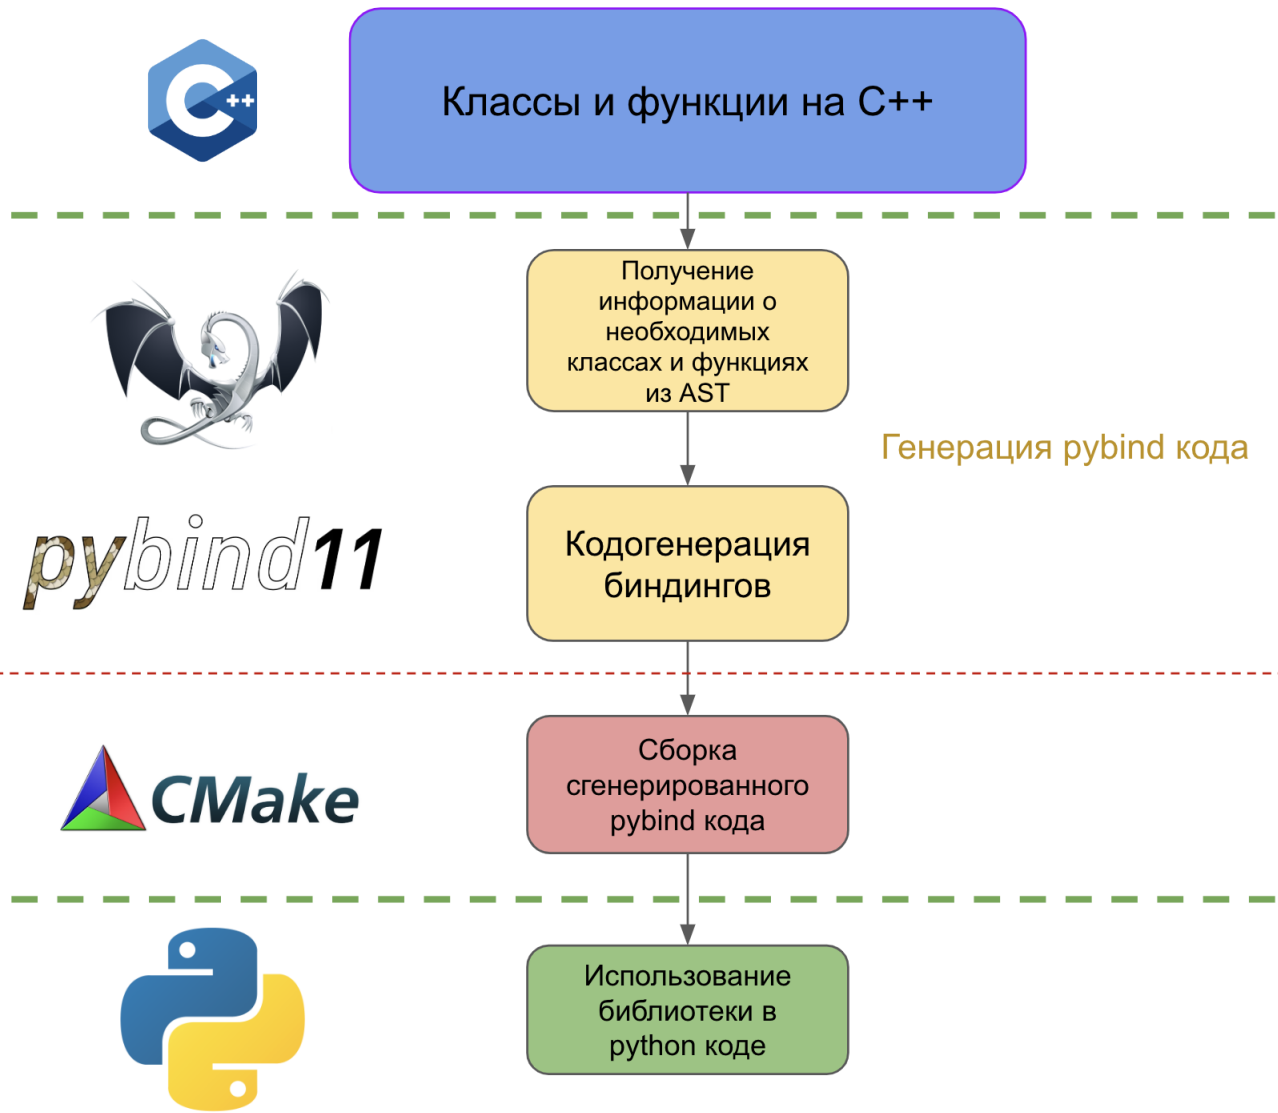 C++
Классы и функции на C++
Получение
информации о
необходимых
классах и функциях
из AST
Генерация pybind кода
pybind11
Кодогенерация
биндингов
CMake
Сборка
сгенерированного
pybind кода
Использование
библиотеки в
python коде